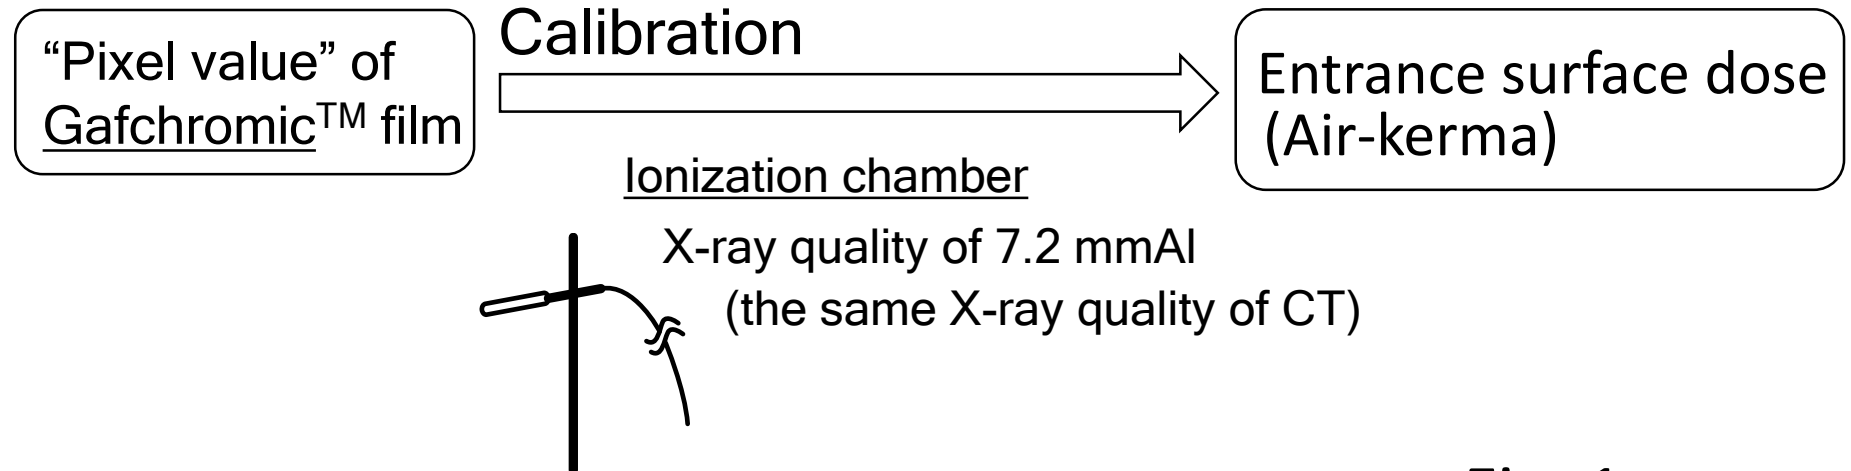 “Pixel value” of
Gafchromic™ film
Calibration
Entrance surface dose
(Air-kerma)
Ionization chamber
X-ray quality of 7.2 mmAl
(the same X-ray quality of CT)